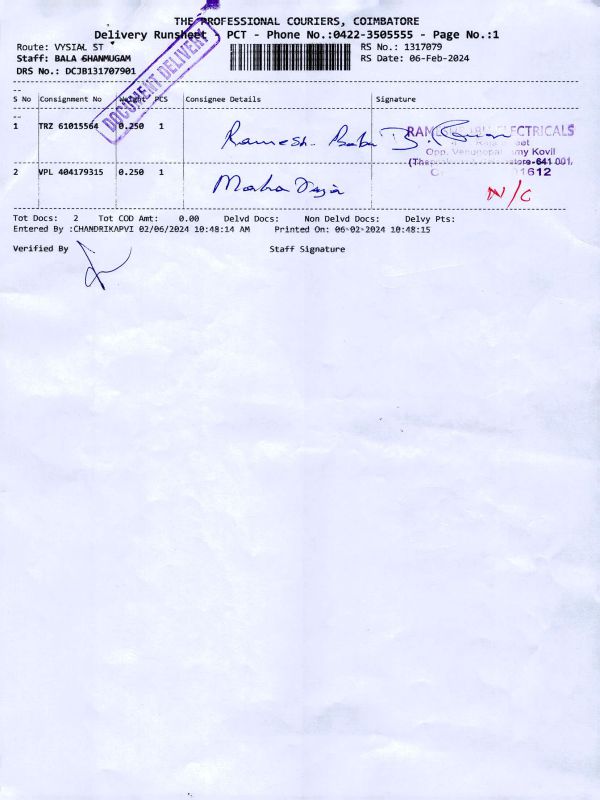 THE PROFESSIONAL COURIERS, COIMBATORE
Delivery Runsheet PCT - Phone No.:0422-3505555 - Page No.:1
Route: VYSIAL ST
RS No.: 1317079
Staff: BALA SHANMUGAM
RS Date: 06-Feb-2024
DRS No.: DCJB131707901
DOCUMENT DELIVERY
S No Consignment No Weight PCS Consignee Details Signature
1 TRZ 61015564 0.250 1 Ramesh Babu
ELECTRICALS
Opp. Venugopal
-641 001.
1612
2 VPL 404179315 0.250 1 Maha
N/C
Tot Docs: 2 Tot COD Amt: 0.00 Delvd Docs: Non Delvd Docs: Delvy Pts:
Entered By :CHANDRIKAPVI 02/06/2024 10:48:14 AM Printed On: 06-02-2024 10:48:15
Verified By Staff Signature